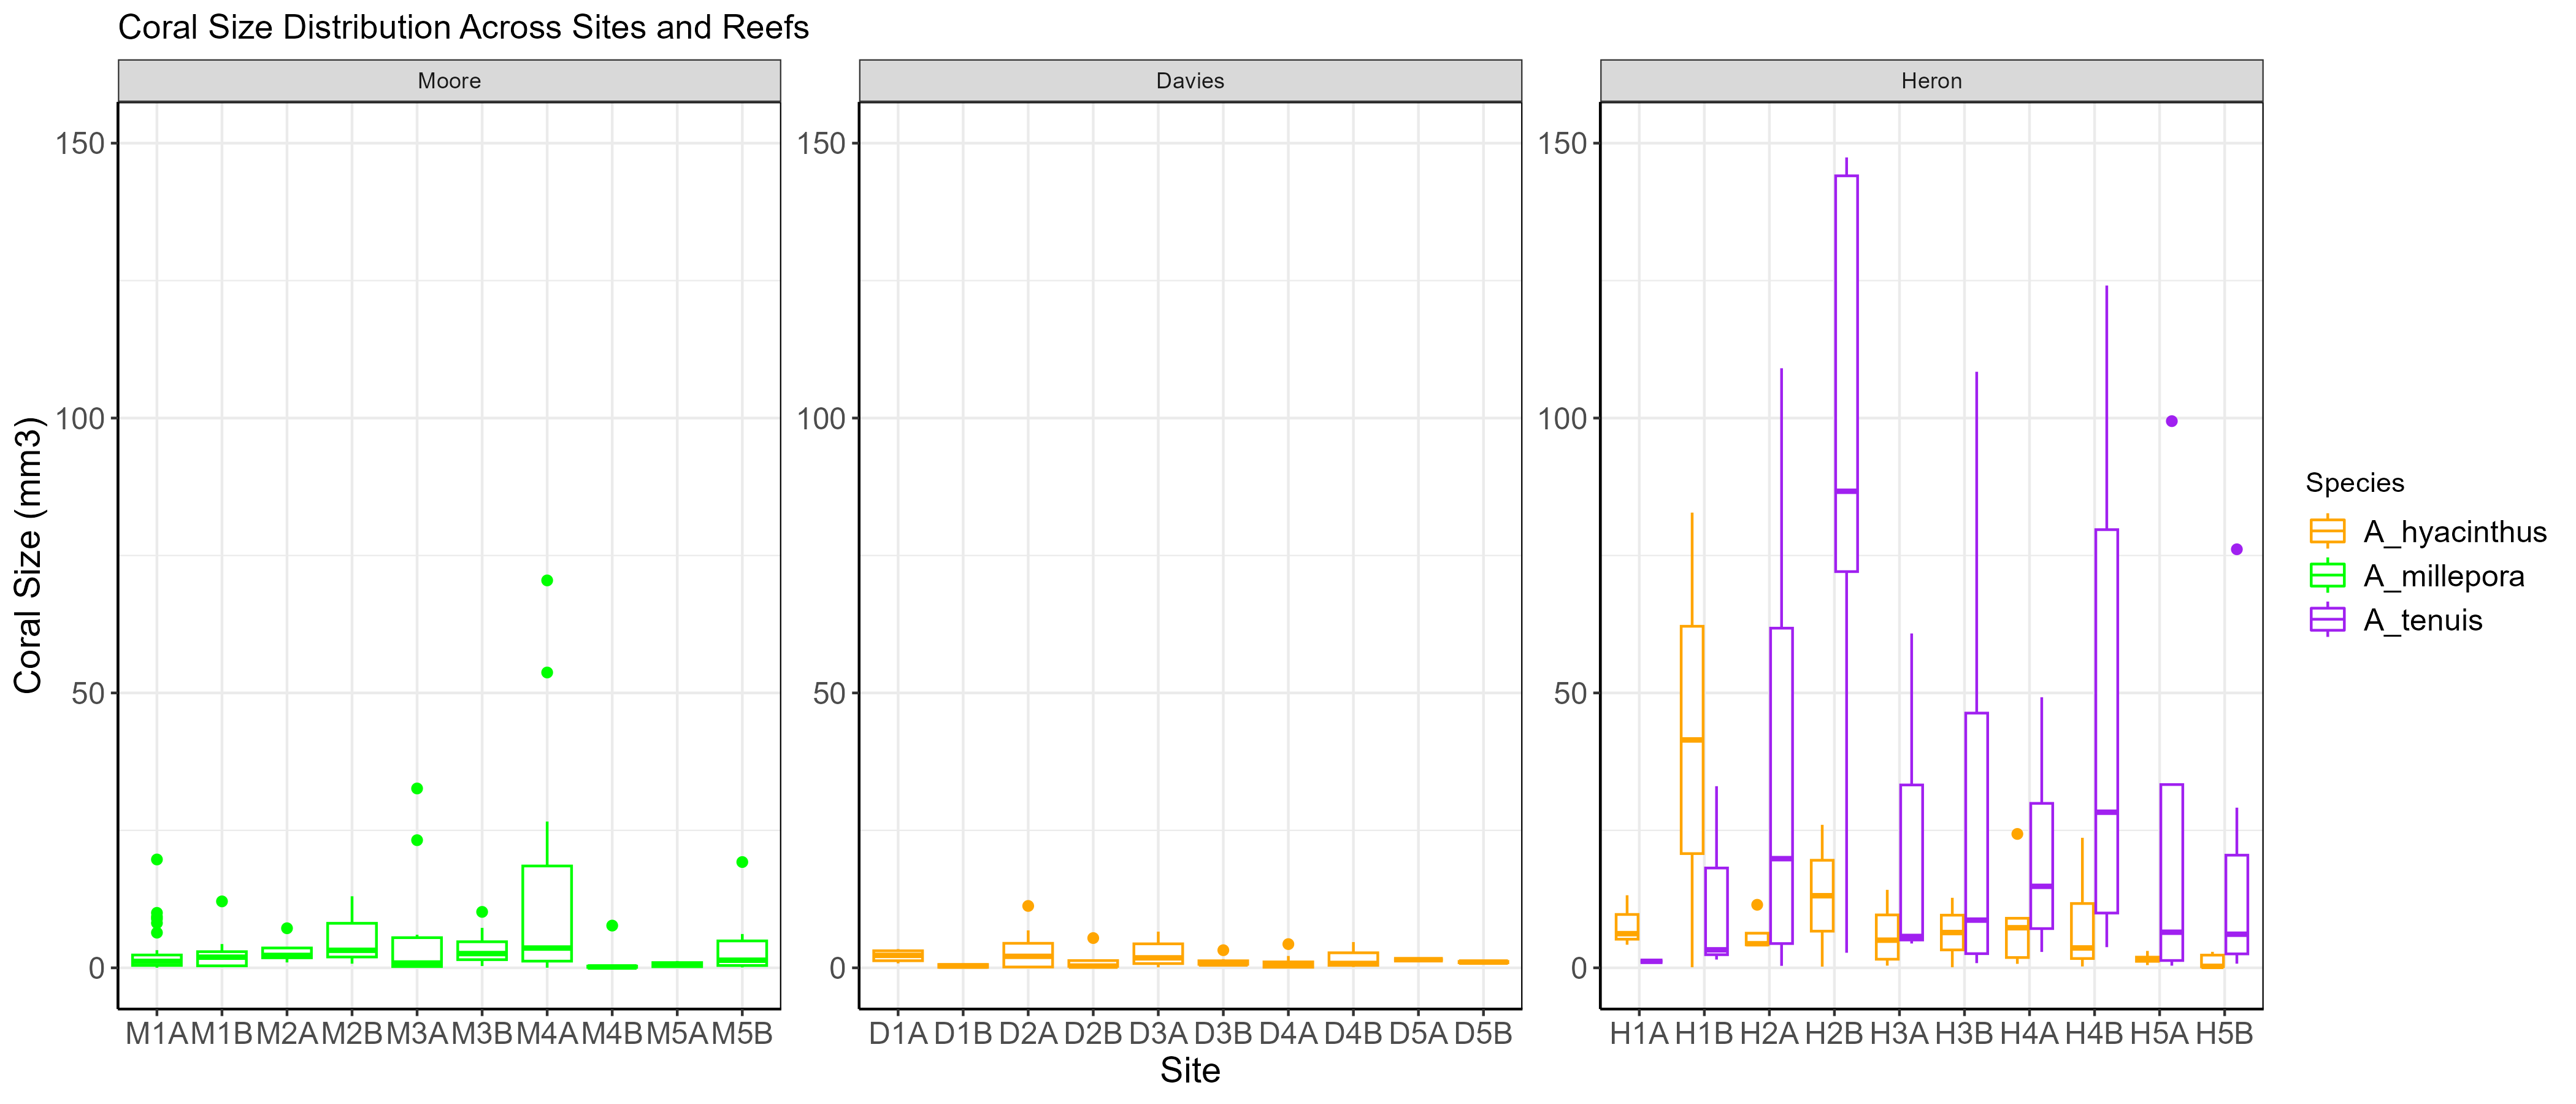 Coral Size Distribution Across Sites and Reefs
Moore
Davies
Heron
Coral Size (mm3)
150
100
50
0
150
100
50
0
150
100
50
0
M1A M1B M2A M2B M3A M3B M4A M4B M5A M5B
D1A D1B D2A D2B D3A D3B D4A D4B D5A D5B
H1A H1B H2A H2B H3A H3B H4A H4B H5A H5B
Site
Species
A_hyacinthus
A_millepora
A_tenuis